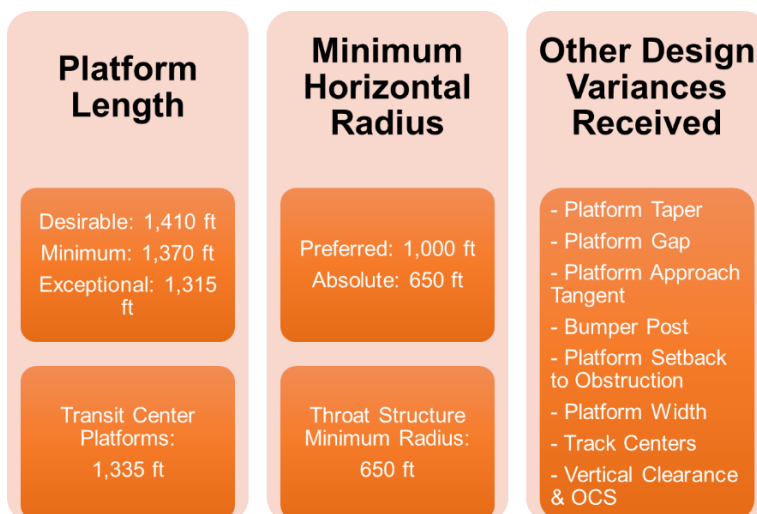 Platform
Length
Desirable: 1,410 ft
Minimum: 1,370 ft
Exceptional: 1,315
ft
Transit Center
Platforms:
1,335 ft
Minimum
Horizontal
Radius
Preferred: 1,000 ft
Absolute: 650 ft
Throat Structure
Minimum Radius:
650 ft
Other Design
Variances
Received
- Platform Taper
- Platform Gap
- Platform Approach
Tangent
- Bumper Post
- Platform Setback
to Obstruction
- Platform Width
- Track Centers
- Vertical Clearance
& OCS